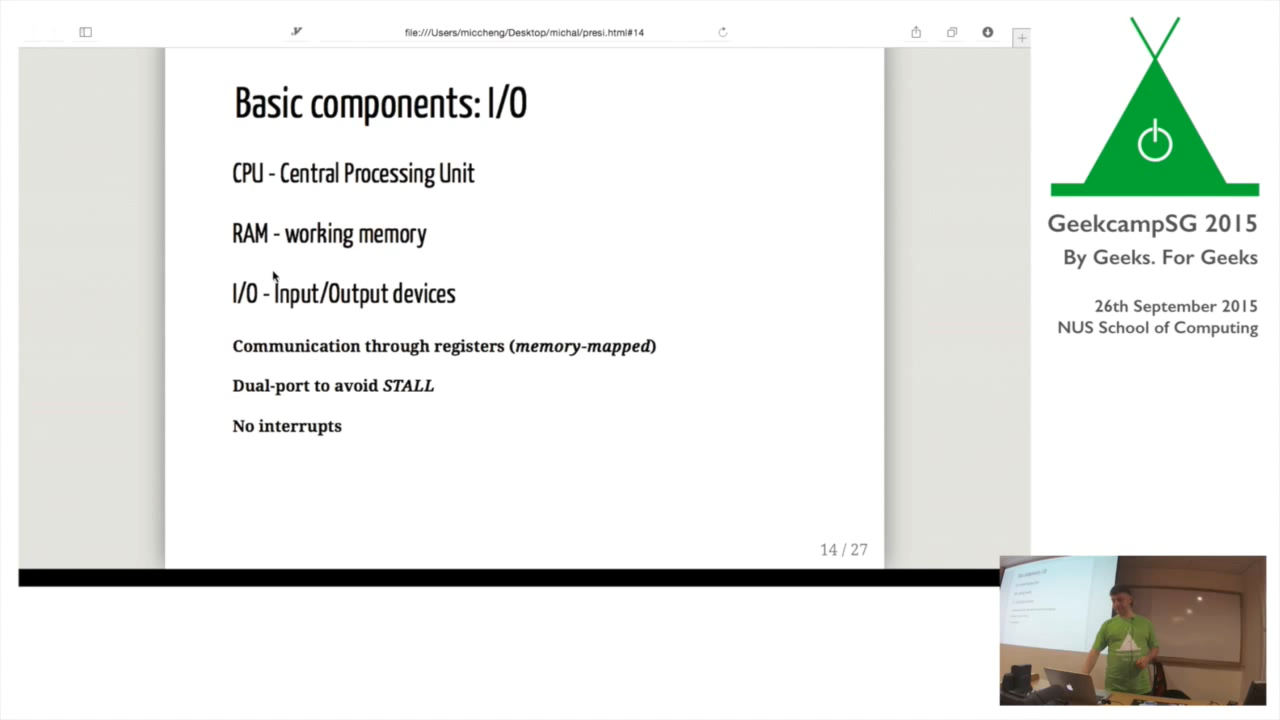 file:///Users/miccheng/Desktop/michal/presi.html#14
Basic components: I/O
CPU - Central Processing Unit
RAM - working memory
I/O - Input/Output devices
Communication through registers (memory-mapped)
Dual-port to avoid STALL
No interrupts
14 / 27
GeekcampSG 2015
By Geeks. For Geeks
26th September 2015
NUS School of Computing